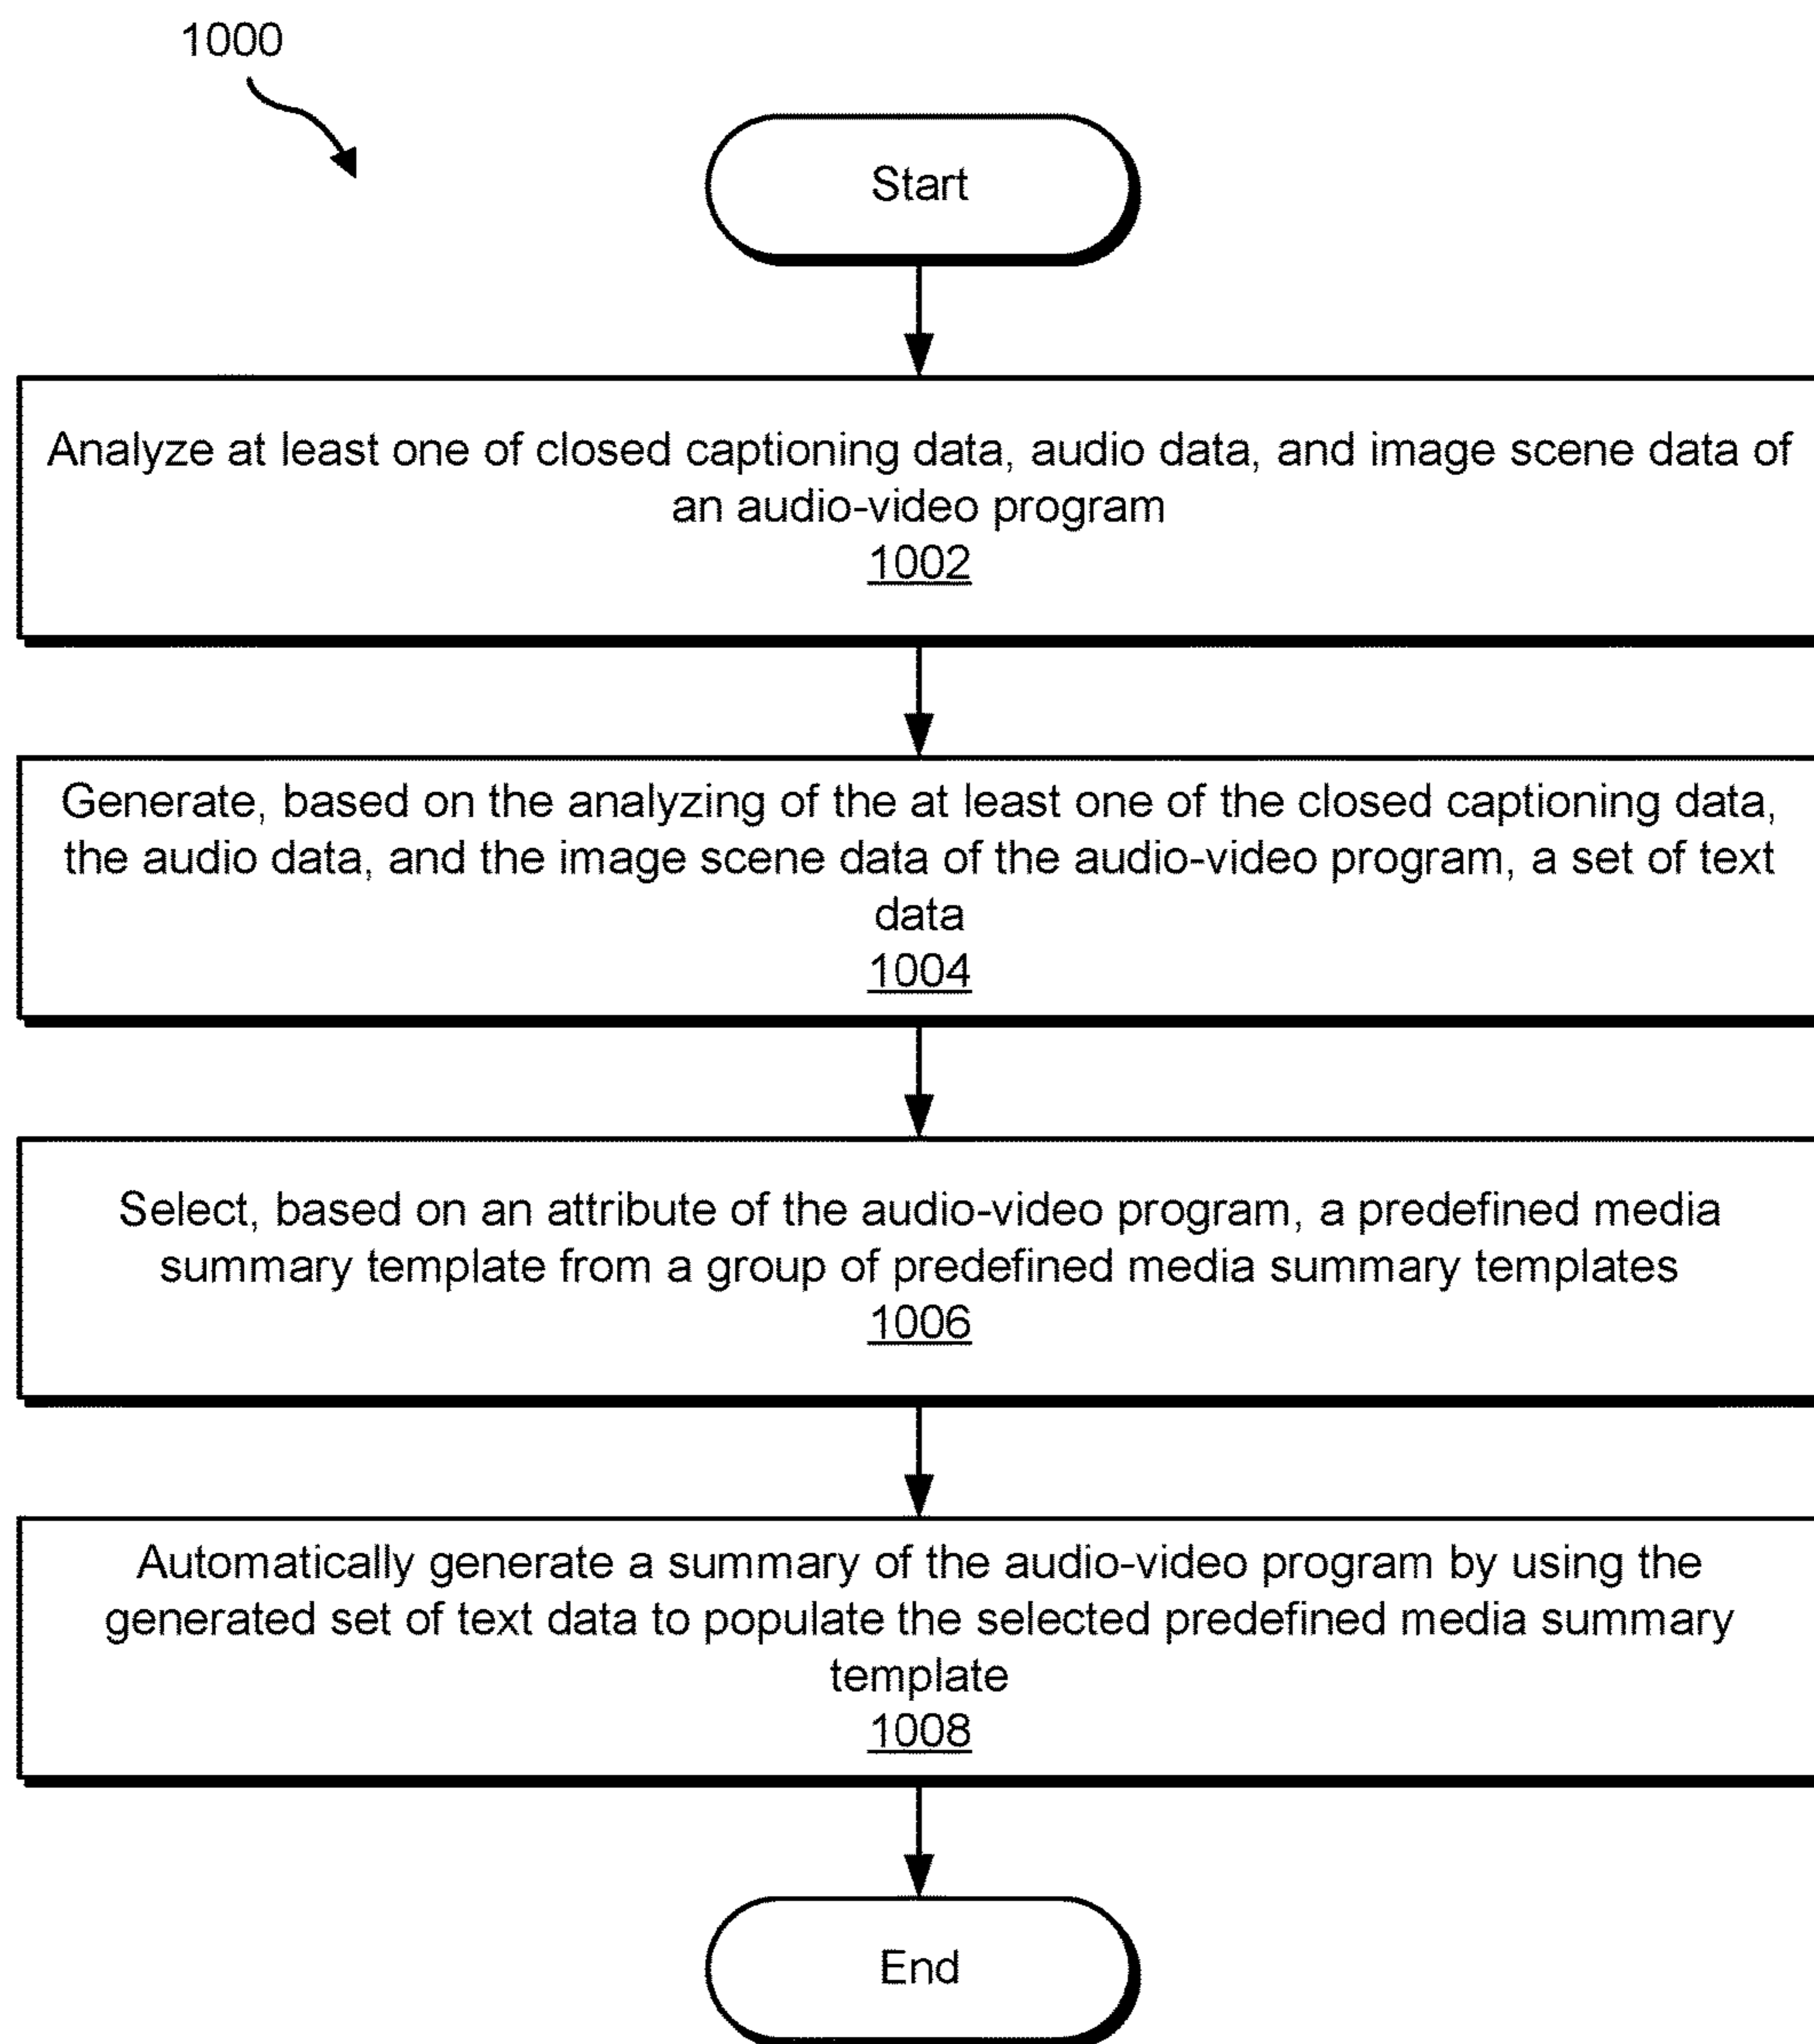 1000
Start
Analyze at least one of closed captioning data, audio data, and image scene data of
an audio-video program
1002
Generate, based on the analyzing of the at least one of the closed captioning data,
the audio data, and the image scene data of the audio-video program, a set of text
data
1004
Select, based on an attribute of the audio-video program, a predefined media
summary template from a group of predefined media summary templates
1006
Automatically generate a summary of the audio-video program by using the
generated set of text data to populate the selected predefined media summary
template
1008
End